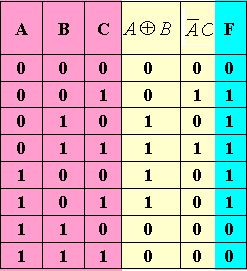 A B C A⊕B A̅C F
0 0 0 0 0 0
0 0 1 0 1 1
0 1 0 1 0 1
0 1 1 1 1 1
1 0 0 1 0 1
1 0 1 1 0 1
1 1 0 0 0 0
1 1 1 0 0 0